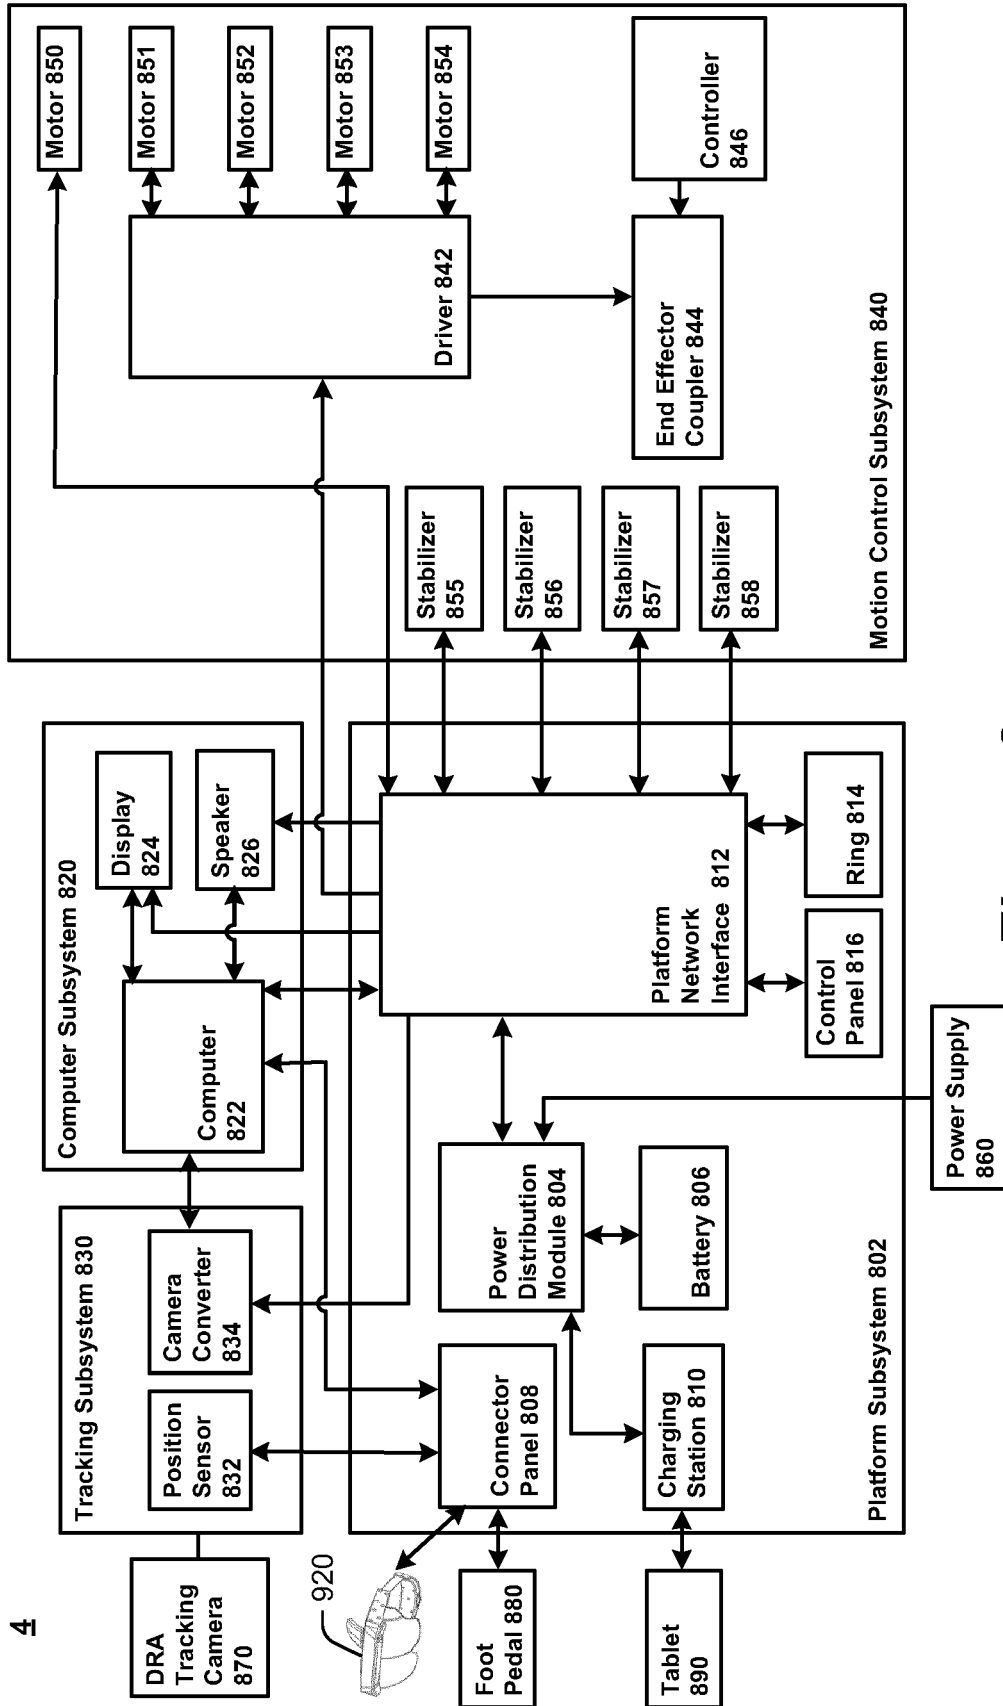 4
DRA
Tracking
Camera
870
Tracking Subsystem 830
Position
Sensor
832
Camera
Converter
834
Computer Subsystem 820
Computer
822
Display
824
Speaker
826
Motor 850
Motor 851
Motor 852
Motor 853
Motor 854
Driver 842
Controller
846
End Effector
Coupler 844
Stabilizer
855
Stabilizer
856
Stabilizer
857
Stabilizer
858
Motion Control Subsystem 840
920
Foot
Pedal 880
Tablet
890
Connector
Panel 808
Charging
Station 810
Power
Distribution
Module 804
Battery 806
Platform
Network
Interface 812
Control
Panel 816
Ring 814
Platform Subsystem 802
Power Supply
860